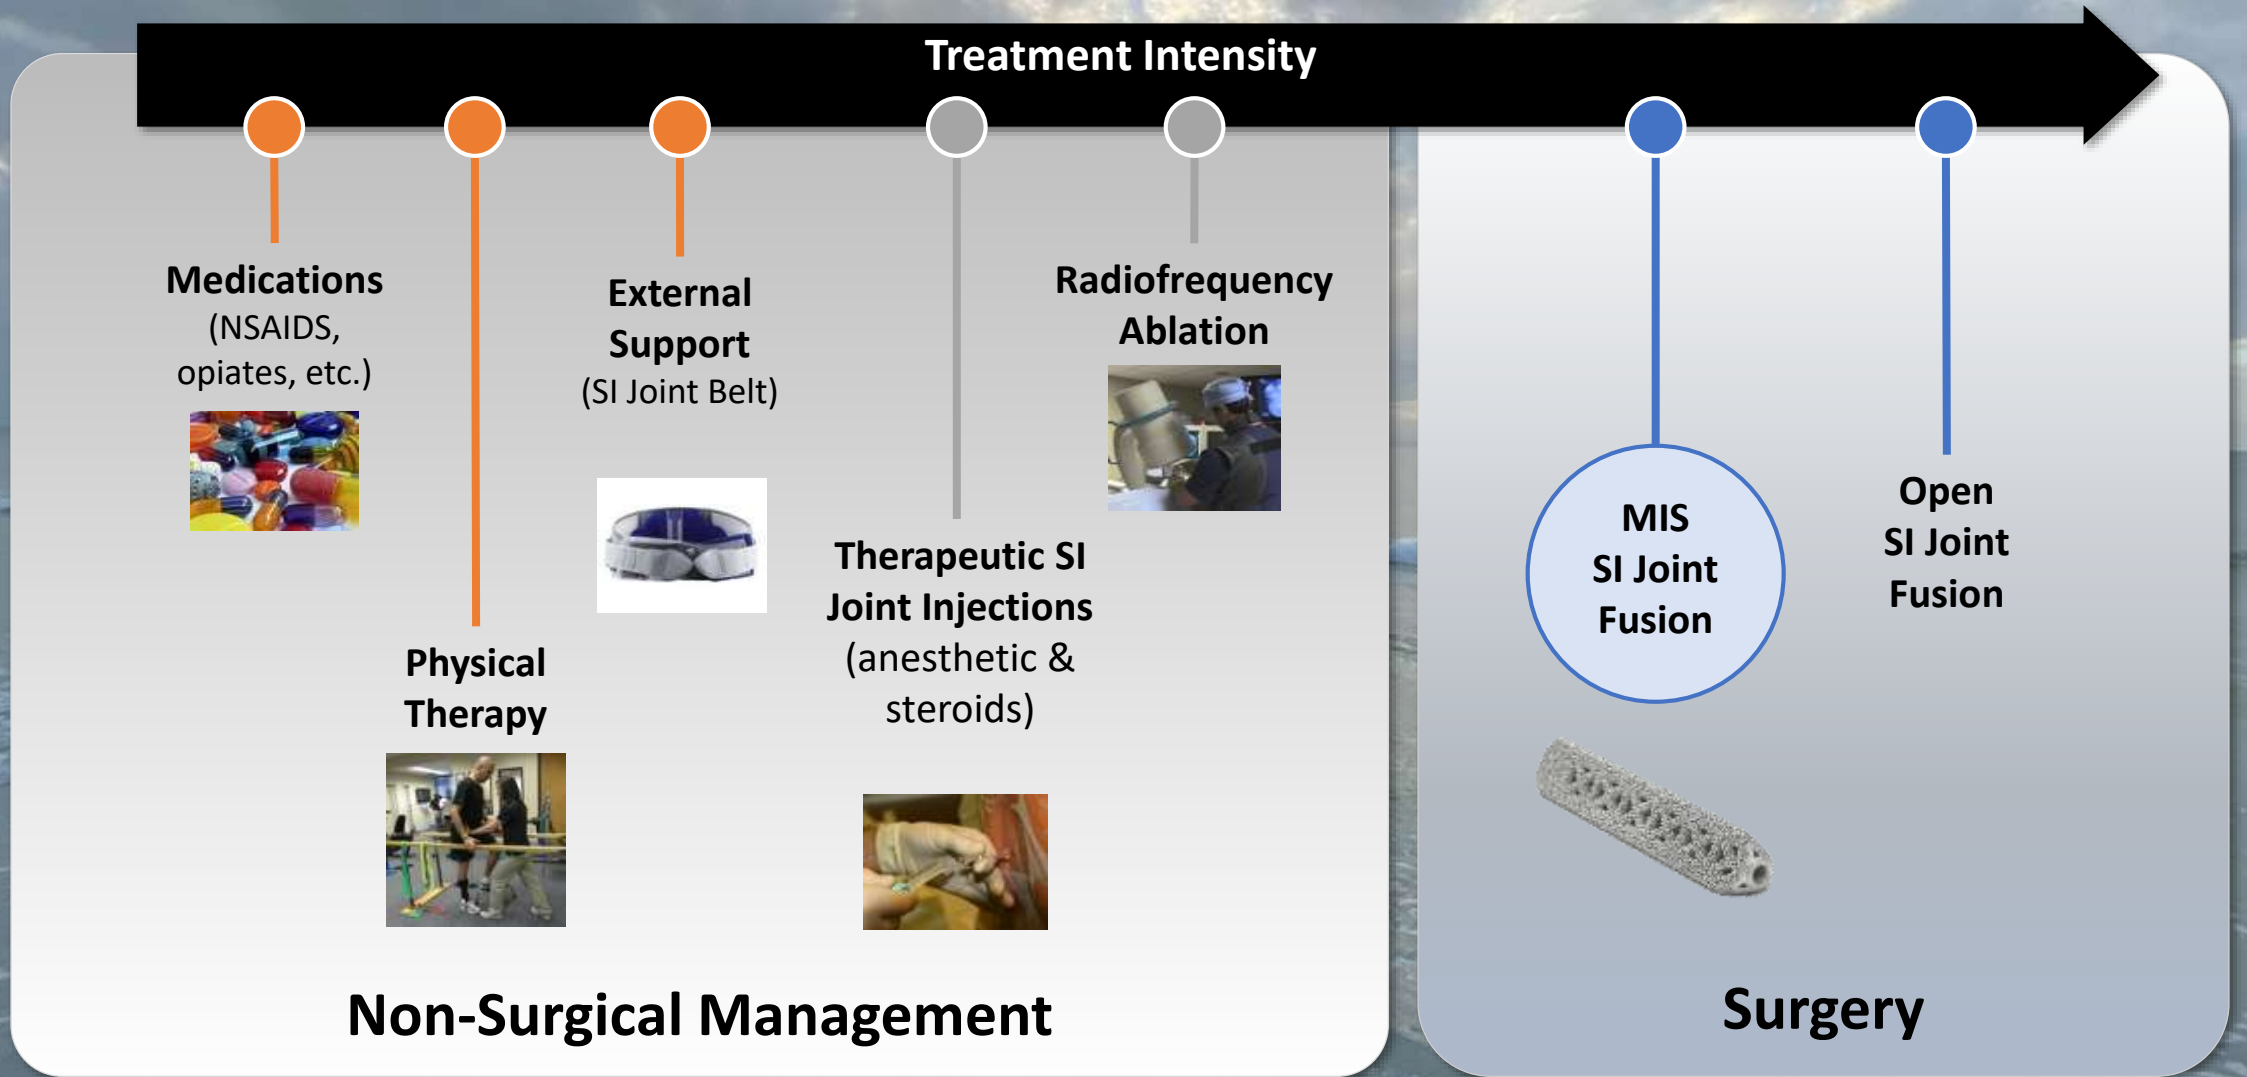 Treatment Intensity
Medications
(NSAIDS,
opiates, etc.)
Physical
Therapy
External
Support
(SI Joint Belt)
Therapeutic SI
Joint Injections
(anesthetic &
steroids)
Radiofrequency
Ablation
Non-Surgical Management
MIS
SI Joint
Fusion
Open
SI Joint
Fusion
Surgery